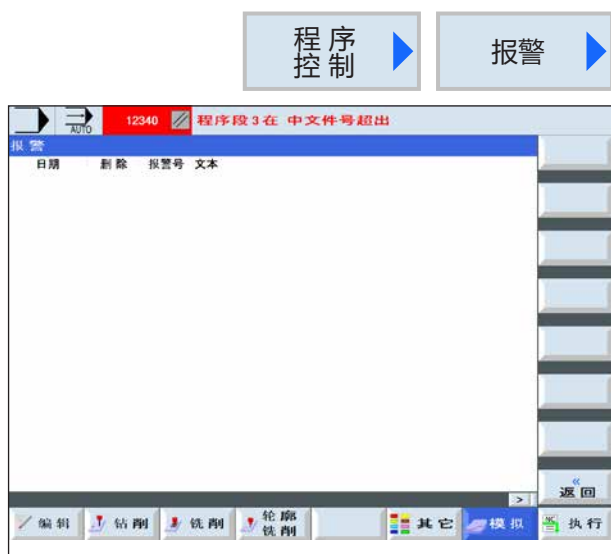 程序
控制
报警
AUTO
12340 程序段 3 在 中文件号超出
报警
日期 删除 报警号 文本
>
«
返回
编辑 钻削 铣削 轮廓 铣削 其它 模拟 执行